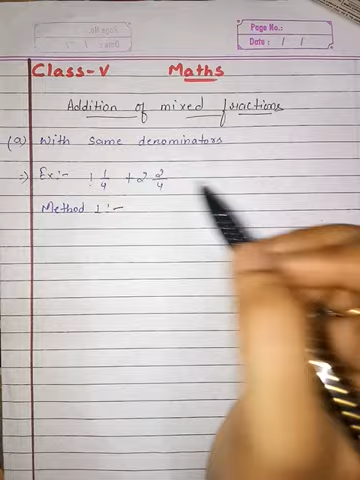 Page No.:
Date: / /
Class-V Maths
Addition of mixed fractions
(a) With same denominators
⇒ Ex:- 1 1/4 + 2 2/4
Method 1:-